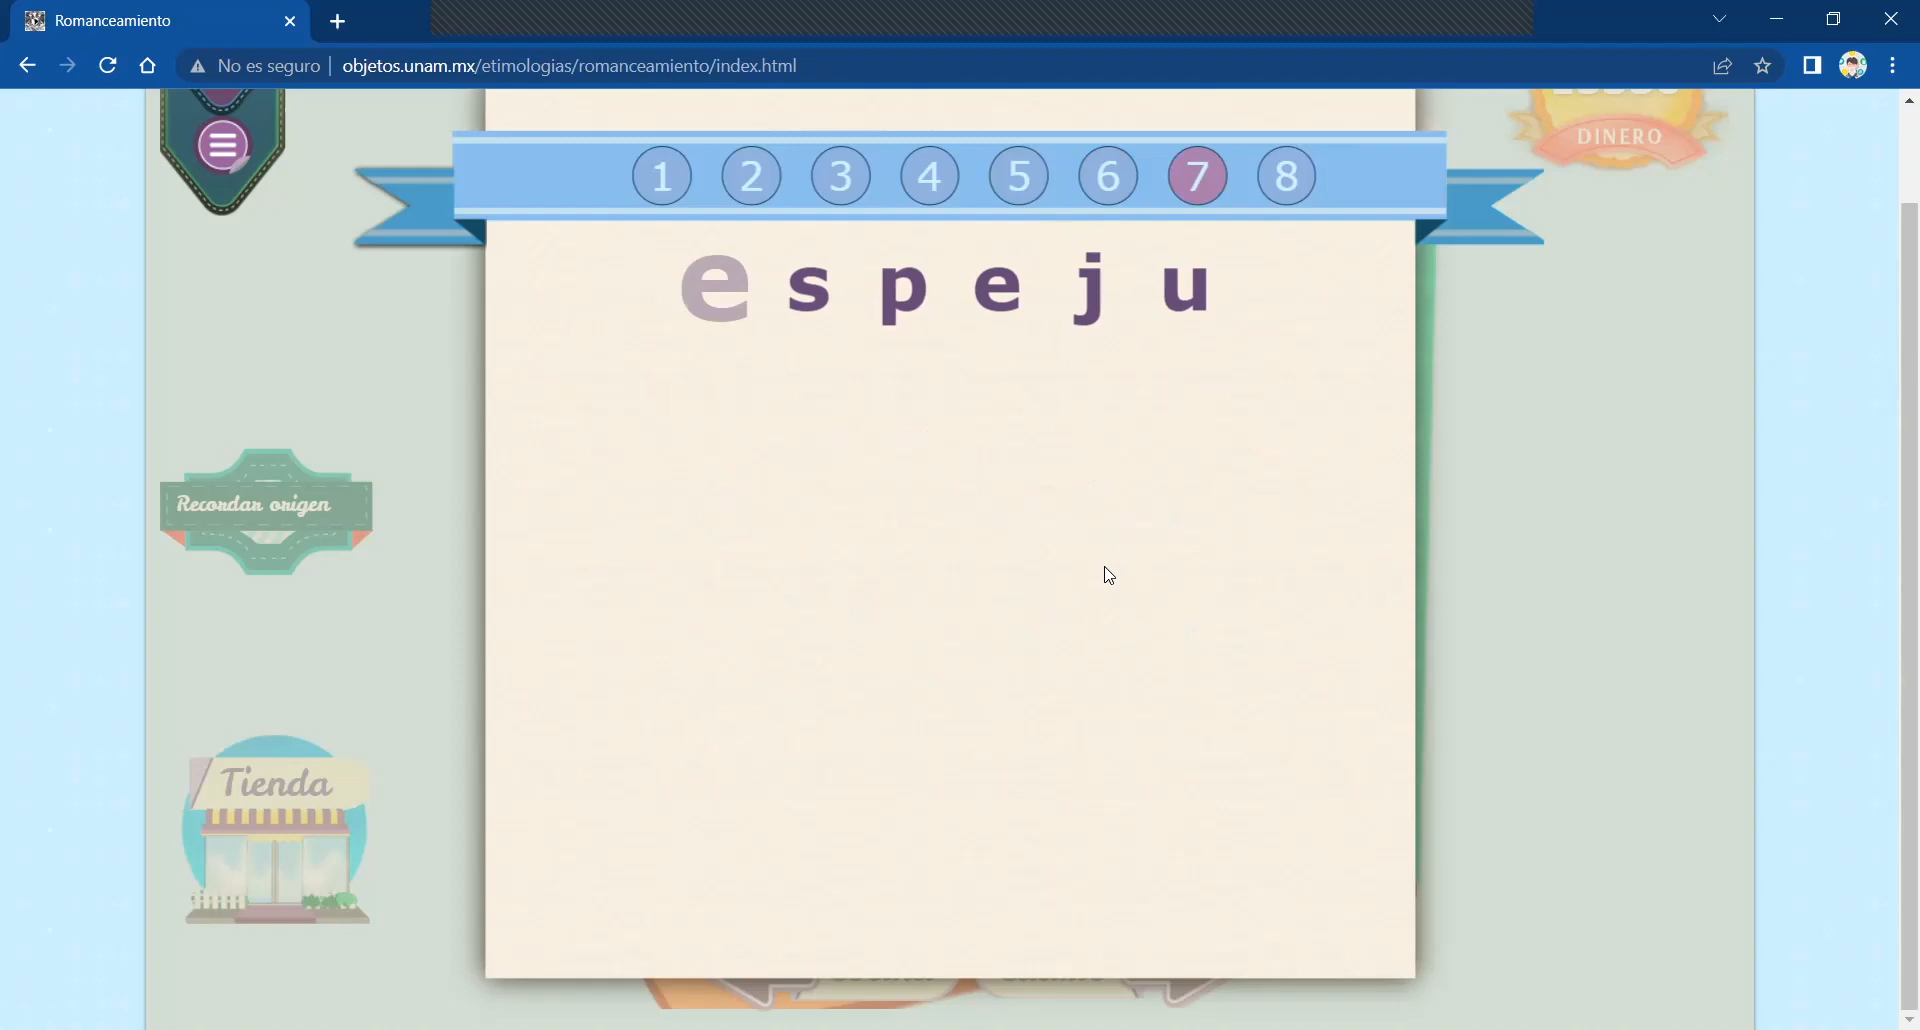 Romanceamiento
No es seguro objetos.unam.mx/etimologias/romanceamiento/index.html
DINERO
1 2 3 4 5 6 7 8
e s p e j u
Recordar origen
Tienda